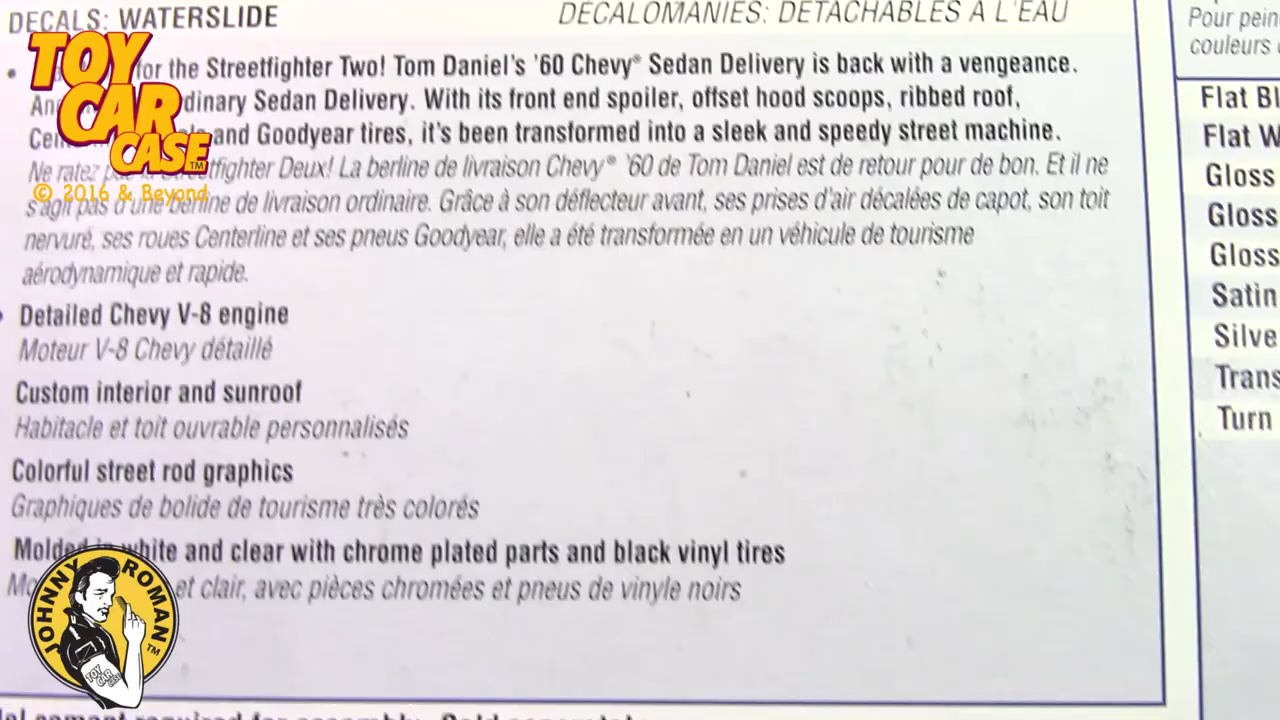 DECALS: WATERSLIDE
DÉCALOMANIES: DÉTACHABLES À L'EAU
for the Streetfighter Two! Tom Daniel's '60 Chevy® Sedan Delivery is back with a vengeance.
Sedan Delivery. With its front end spoiler, offset hood scoops, ribbed roof,
and Goodyear tires, it's been transformed into a sleek and speedy street machine.
Ne ratez Deux! La berline de livraison Chevy® '60 de Tom Daniel est de retour pour de bon. Et il ne
s'agit pas d'une berline de livraison ordinaire. Grâce à son déflecteur avant, ses prises d'air décalées de capot, son toit
nervuré, ses roues Centerline et ses pneus Goodyear, elle a été transformée en un véhicule de tourisme
aérodynamique et rapide.
Detailed Chevy V-8 engine
Moteur V-8 Chevy détaillé
Custom interior and sunroof
Habitacle et toit ouvrable personnalisés
Colorful street rod graphics
Graphiques de bolide de tourisme très colorés
Molded in white and clear with chrome plated parts and black vinyl tires
et clair, avec pièces chromées et pneus de vinyle noirs
Pour
couleurs
Flat
Flat
Gloss
Gloss
Gloss
Satin
Turn
TOY
CAR
CASE™
© 2016 & Beyond
JOHNNY ROMAN™
TOY
CAR
CASE